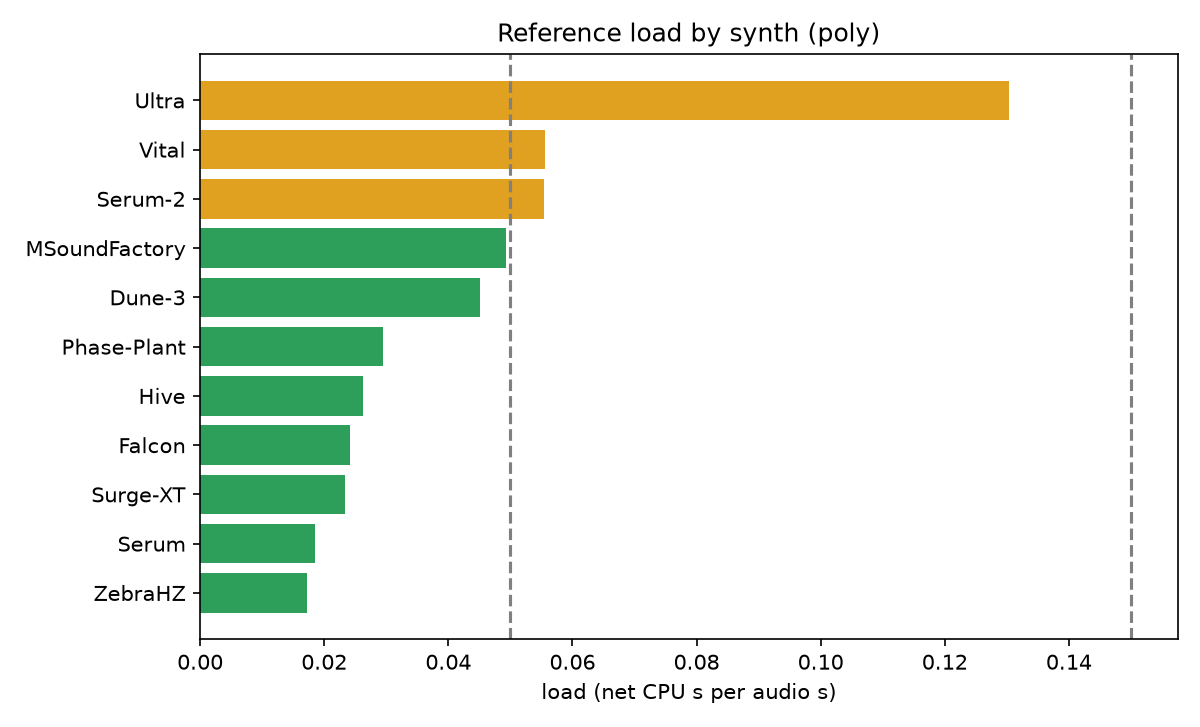 Reference load by synth (poly)
Ultra
Vital
Serum-2
MSoundFactory
Dune-3
Phase-Plant
Hive
Falcon
Surge-XT
Serum
ZebraHZ
0.00 0.02 0.04 0.06 0.08 0.10 0.12 0.14
load (net CPU s per audio s)